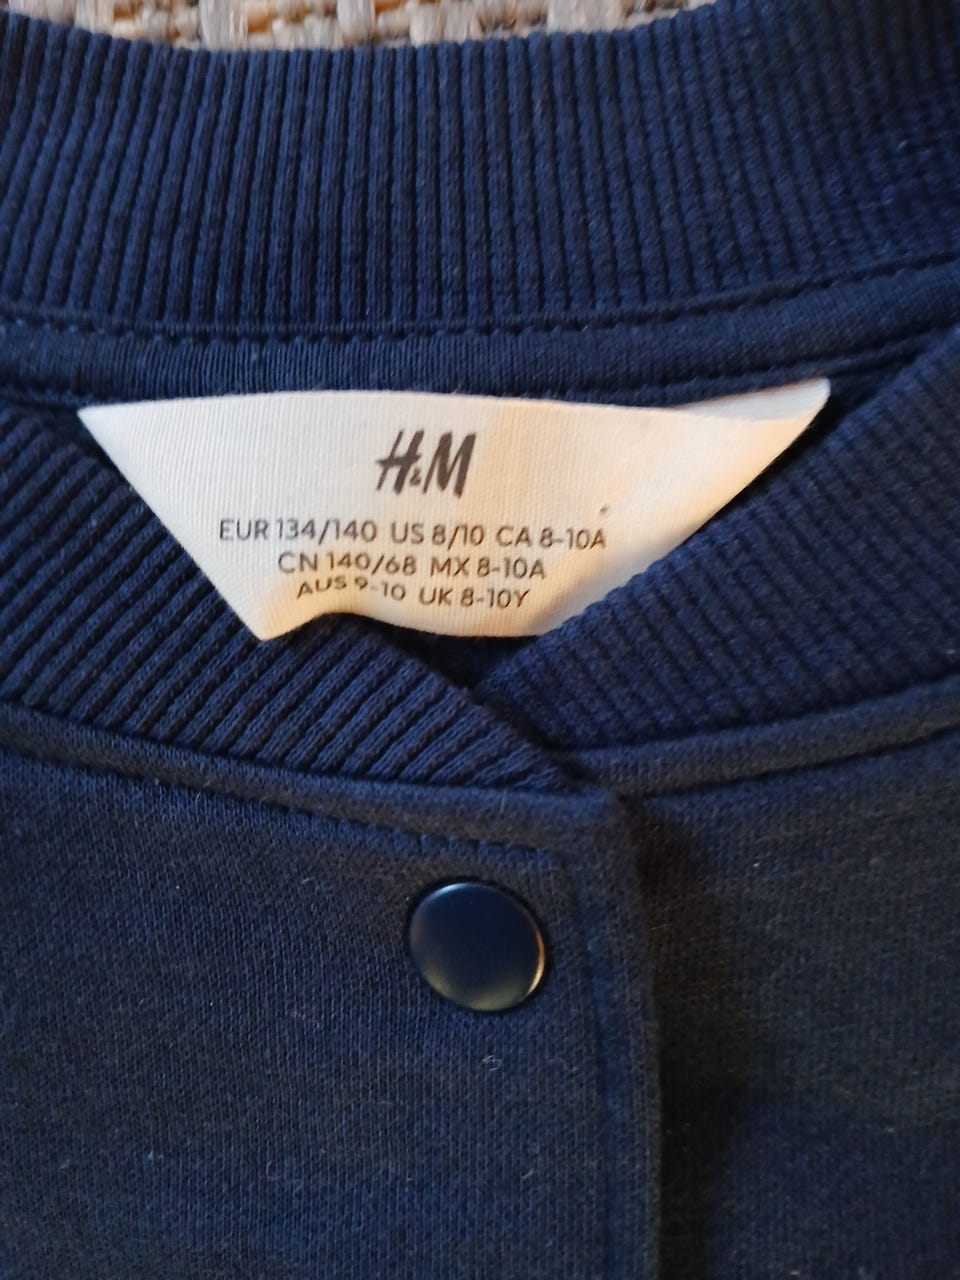 H&M
EUR 134/140 US 8/10 CA 8-10A
CN 140/68 MX 8-10A
AUS 9-10 UK 8-10Y